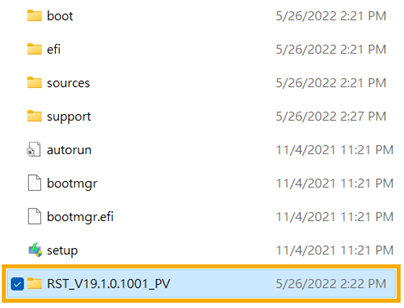 boot 5/26/2022 2:21 PM
efi 5/26/2022 2:21 PM
sources 5/26/2022 2:21 PM
support 5/26/2022 2:27 PM
autorun 11/4/2021 11:21 PM
bootmgr 11/4/2021 11:21 PM
bootmgr.efi 11/4/2021 11:21 PM
setup 11/4/2021 11:21 PM
RST_V19.1.0.1001_PV 5/26/2022 2:22 PM